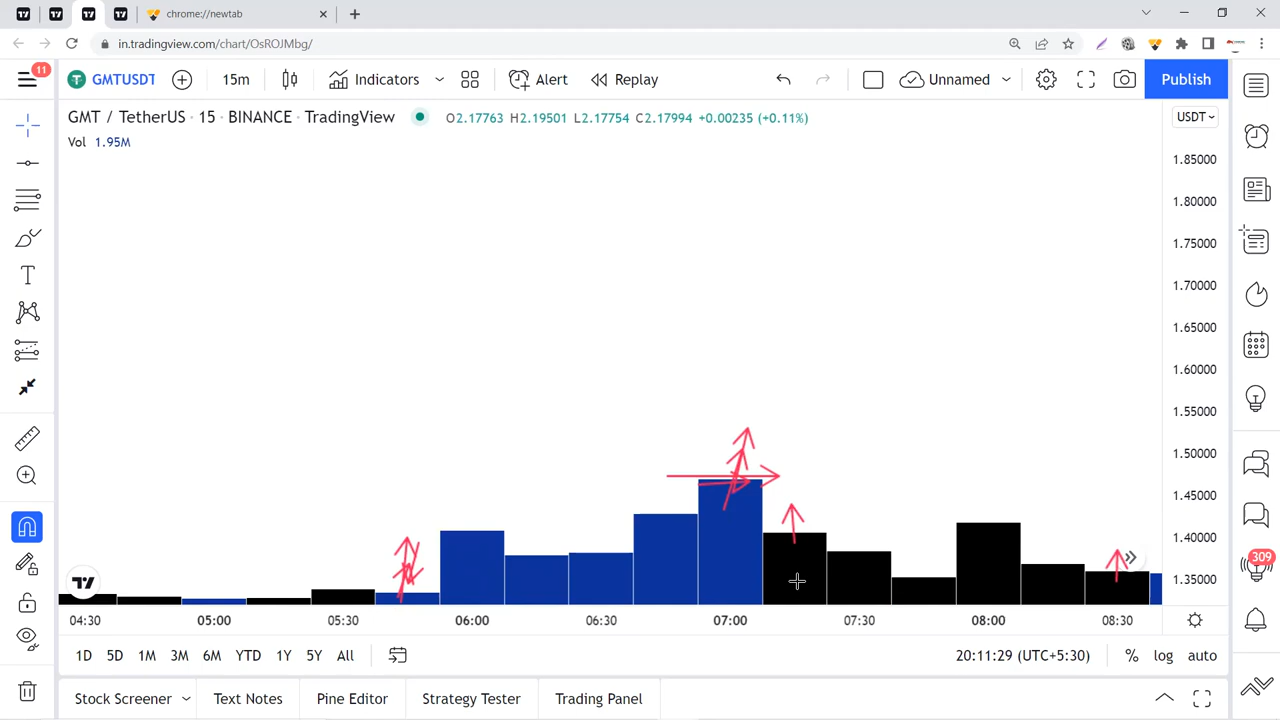 chrome://newtab
in.tradingview.com/chart/OsROJMbg/
11
GMTUSDT
15m
Indicators
Alert
Replay
Unnamed
Publish
GMT / TetherUS · 15 · BINANCE · TradingView
O2.17763 H2.19501 L2.17754 C2.17994 +0.00235 (+0.11%)
USDT
Vol 1.95M
1.85000
1.80000
1.75000
1.70000
1.65000
1.60000
1.55000
1.50000
1.45000
1.40000
1.35000
309
04:30 05:00 05:30 06:00 06:30 07:00 07:30 08:00 08:30
1D 5D 1M 3M 6M YTD 1Y 5Y All
20:11:29 (UTC+5:30) % log auto
Stock Screener Text Notes Pine Editor Strategy Tester Trading Panel